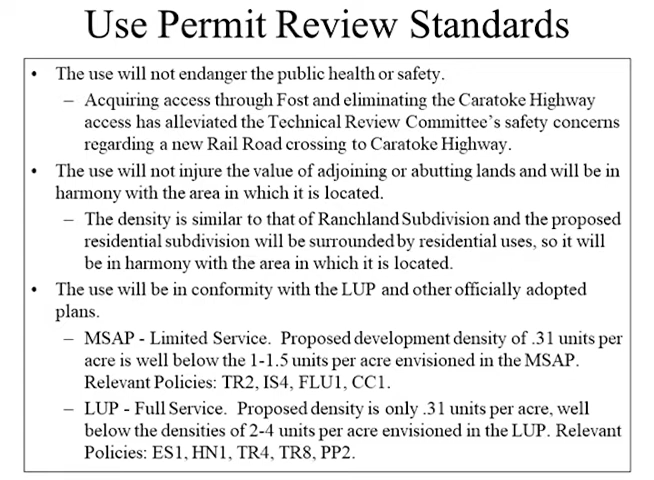 Use Permit Review Standards
• The use will not endanger the public health or safety.
– Acquiring access through Fost and eliminating the Caratoke Highway
access has alleviated the Technical Review Committee's safety concerns
regarding a new Rail Road crossing to Caratoke Highway.
• The use will not injure the value of adjoining or abutting lands and will be in
harmony with the area in which it is located.
– The density is similar to that of Ranchland Subdivision and the proposed
residential subdivision will be surrounded by residential uses, so it will
be in harmony with the area in which it is located.
• The use will be in conformity with the LUP and other officially adopted
plans.
– MSAP - Limited Service. Proposed development density of .31 units per
acre is well below the 1-1.5 units per acre envisioned in the MSAP.
Relevant Policies: TR2, IS4, FLU1, CC1.
– LUP - Full Service. Proposed density is only .31 units per acre, well
below the densities of 2-4 units per acre envisioned in the LUP. Relevant
Policies: ES1, HN1, TR4, TR8, PP2.